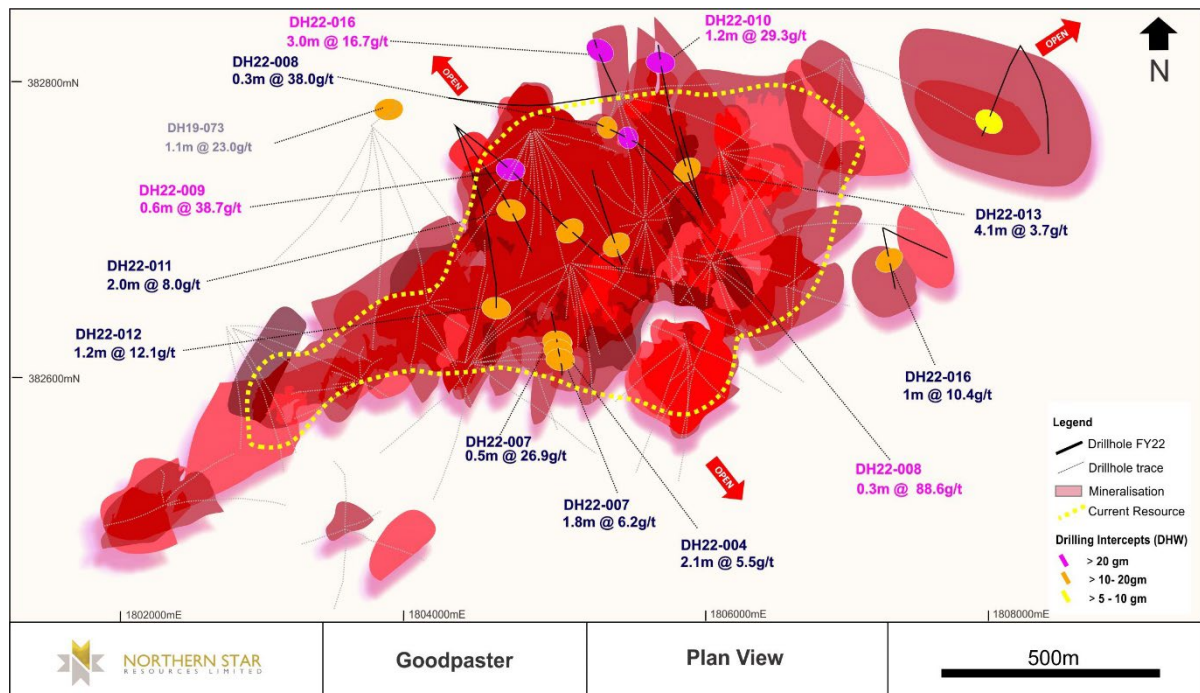 DH22-016
3.0m @ 16.7g/t
DH22-010
1.2m @ 29.3g/t
OPEN
N
DH22-008
0.3m @ 38.0g/t
OPEN
382800mN
DH19-073
1.1m @ 23.0g/t
DH22-009
0.6m @ 38.7g/t
DH22-013
4.1m @ 3.7g/t
DH22-011
2.0m @ 8.0g/t
DH22-012
1.2m @ 12.1g/t
382600mN
DH22-016
1m @ 10.4g/t
DH22-007
0.5m @ 26.9g/t
OPEN
DH22-008
0.3m @ 88.6g/t
DH22-007
1.8m @ 6.2g/t
DH22-004
2.1m @ 5.5g/t
Legend
Drillhole FY22
Drillhole trace
Mineralisation
Current Resource
Drilling Intercepts (DHW)
> 20 gm
> 10- 20gm
> 5 - 10 gm
1802000mE
1804000mE
1806000mE
1808000mE
NORTHERN STAR
RESOURCES LIMITED
Goodpaster
Plan View
500m